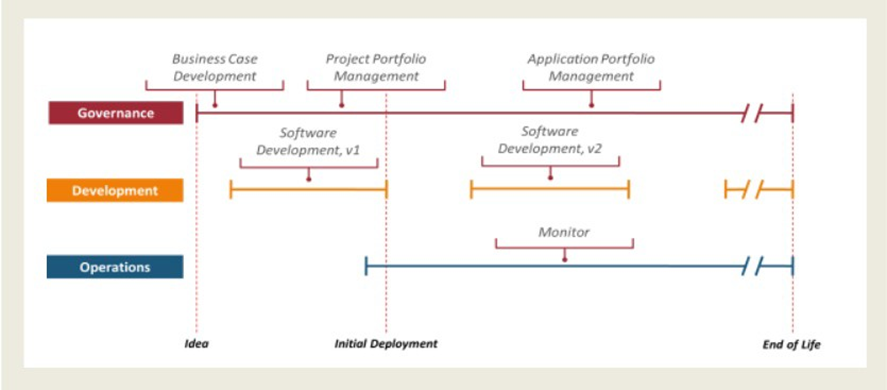 Business Case
Development
Project Portfolio
Management
Application Portfolio
Management
Governance
Software
Development, v1
Software
Development, v2
Development
Monitor
Operations
Idea
Initial Deployment
End of Life